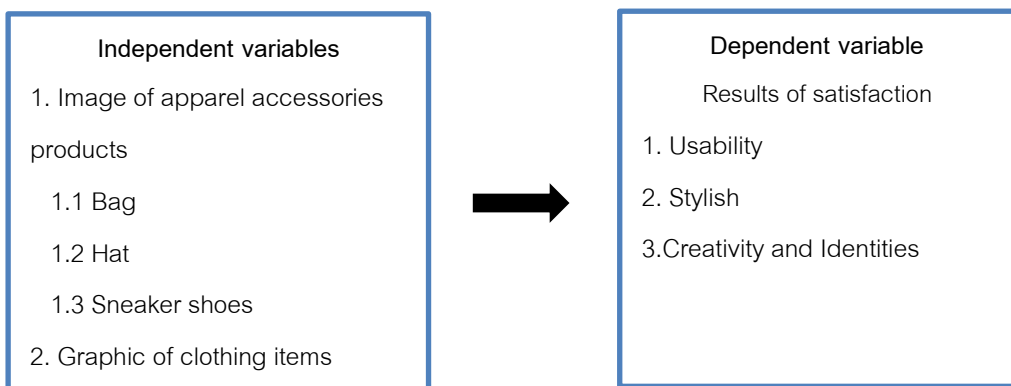 Independent variables
1. Image of apparel accessories
products
1.1 Bag
1.2 Hat
1.3 Sneaker shoes
2. Graphic of clothing items
Dependent variable
Results of satisfaction
1. Usability
2. Stylish
3.Creativity and Identities